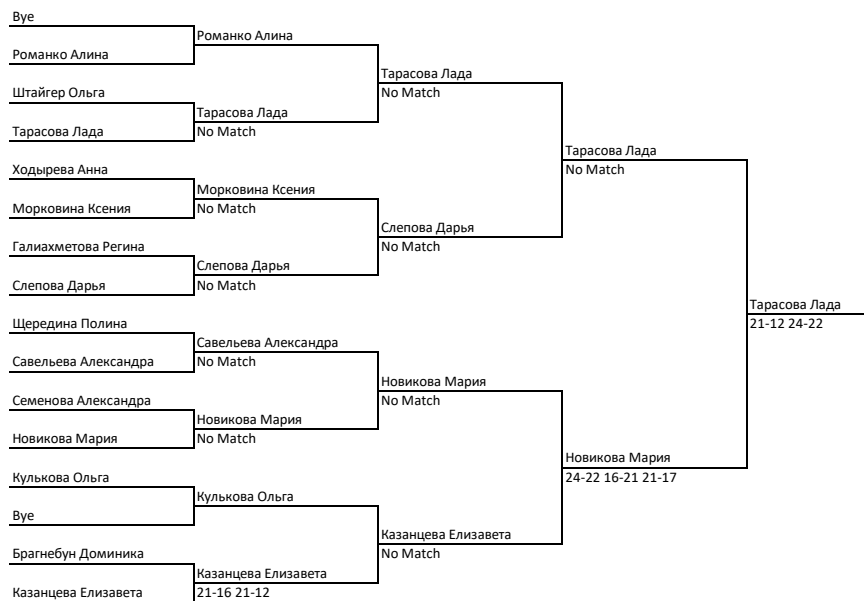 Bye
Романко Алина
Романко Алина
Тарасова Лада
No Match
Штайгер Ольга
Тарасова Лада
No Match
Тарасова Лада
Тарасова Лада
No Match
Ходырева Анна
Морковина Ксения
No Match
Морковина Ксения
Слепова Дарья
No Match
Галиахметова Регина
Слепова Дарья
No Match
Слепова Дарья
Тарасова Лада
21-12 24-22
Щередина Полина
Савельева Александра
No Match
Савельева Александра
Новикова Мария
No Match
Семенова Александра
Новикова Мария
No Match
Новикова Мария
Новикова Мария
24-22 16-21 21-17
Кулькова Ольга
Кулькова Ольга
Bye
Казанцева Елизавета
No Match
Брагнебун Доминика
Казанцева Елизавета
21-16 21-12
Казанцева Елизавета